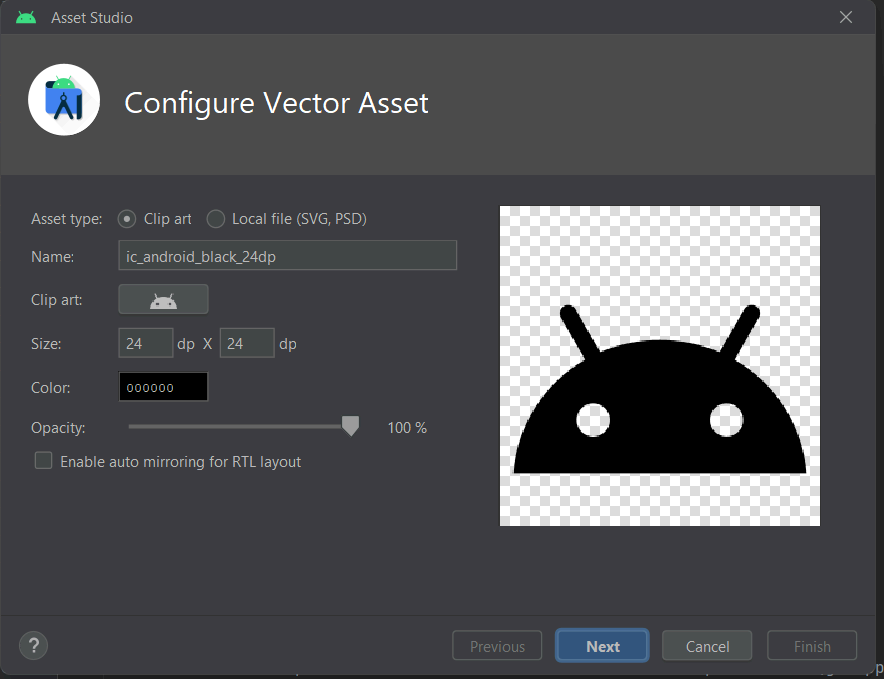 Asset Studio
Configure Vector Asset
Asset type: Clip art Local file (SVG, PSD)
Name: ic_android_black_24dp
Clip art:
Size: 24 dp X 24 dp
Color: 000000
Opacity: 100 %
Enable auto mirroring for RTL layout
? Previous Next Cancel Finish